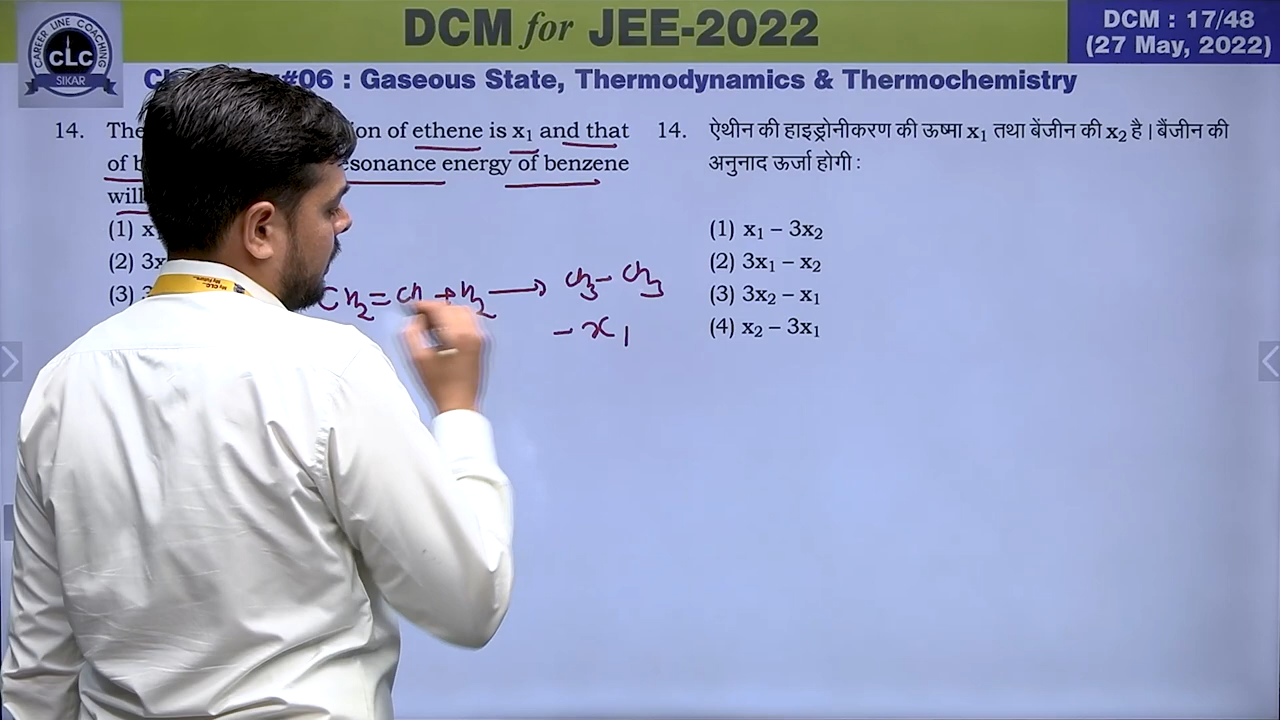 DCM for JEE-2022
DCM : 17/48
(27 May, 2022)
CAREER LINE COACHING
CLC
SIKAR
#06 : Gaseous State, Thermodynamics & Thermochemistry
14. The ion of ethene is x₁ and that
of b esonance energy of benzene
will
(1) x
(2) 3x
(3) 3
CH₂ = CH₂ + H₂ ⟶ CH₃ - CH₃
- x₁
14. ऐथीन की हाइड्रोनीकरण की ऊष्मा x₁ तथा बेंजीन की x₂ है। बैंजीन की
अनुनाद ऊर्जा होगी :
(1) x₁ – 3x₂
(2) 3x₁ – x₂
(3) 3x₂ – x₁
(4) x₂ – 3x₁